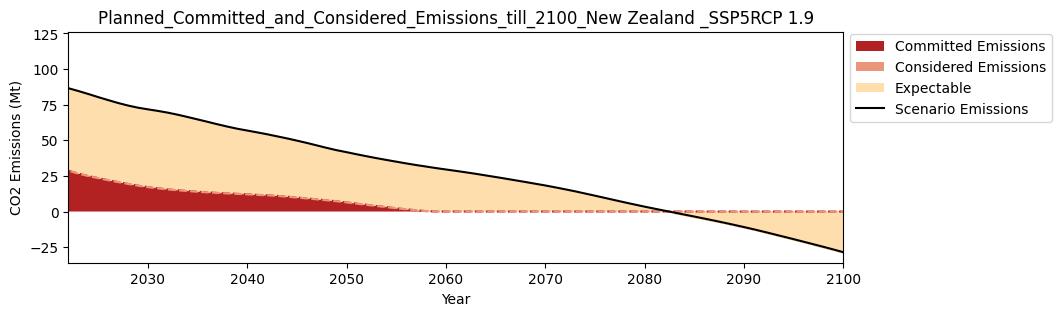 Planned_Committed_and_Considered_Emissions_till_2100_New Zealand _SSP5RCP 1.9
125
100
75
50
25
0
−25
CO2 Emissions (Mt)
2030
2040
2050
2060
2070
2080
2090
2100
Year
Committed Emissions
Considered Emissions
Expectable
Scenario Emissions